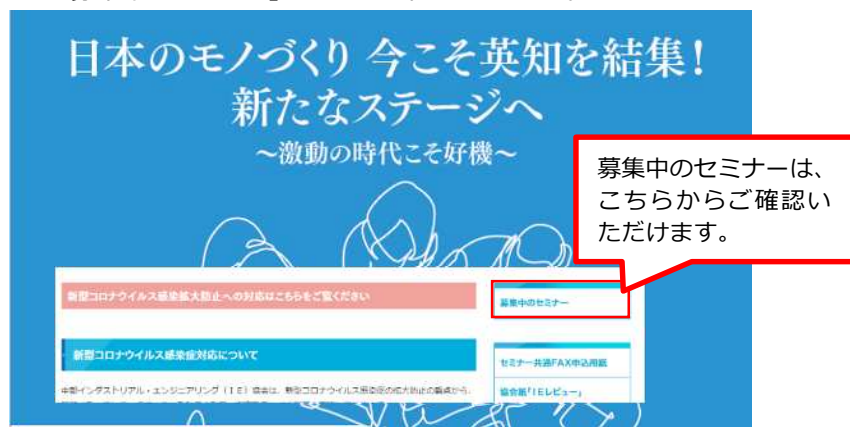 日本のモノづくり 今こそ英知を結集!
新たなステージへ
～激動の時代こそ好機～
募集中のセミナーは、
こちらからご確認い
ただけます。
新型コロナウイルス感染拡大防止への対応はこちらをご覧ください
募集中のセミナー
新型コロナウイルス感染症対応について
セミナー共通FAX申込用紙
中部インダストリアル・エンジニアリング（ＩＥ）協会は、新型コロナウイルス感染症の拡大防止の観点から、
協会紙「ＩＥレビュー」